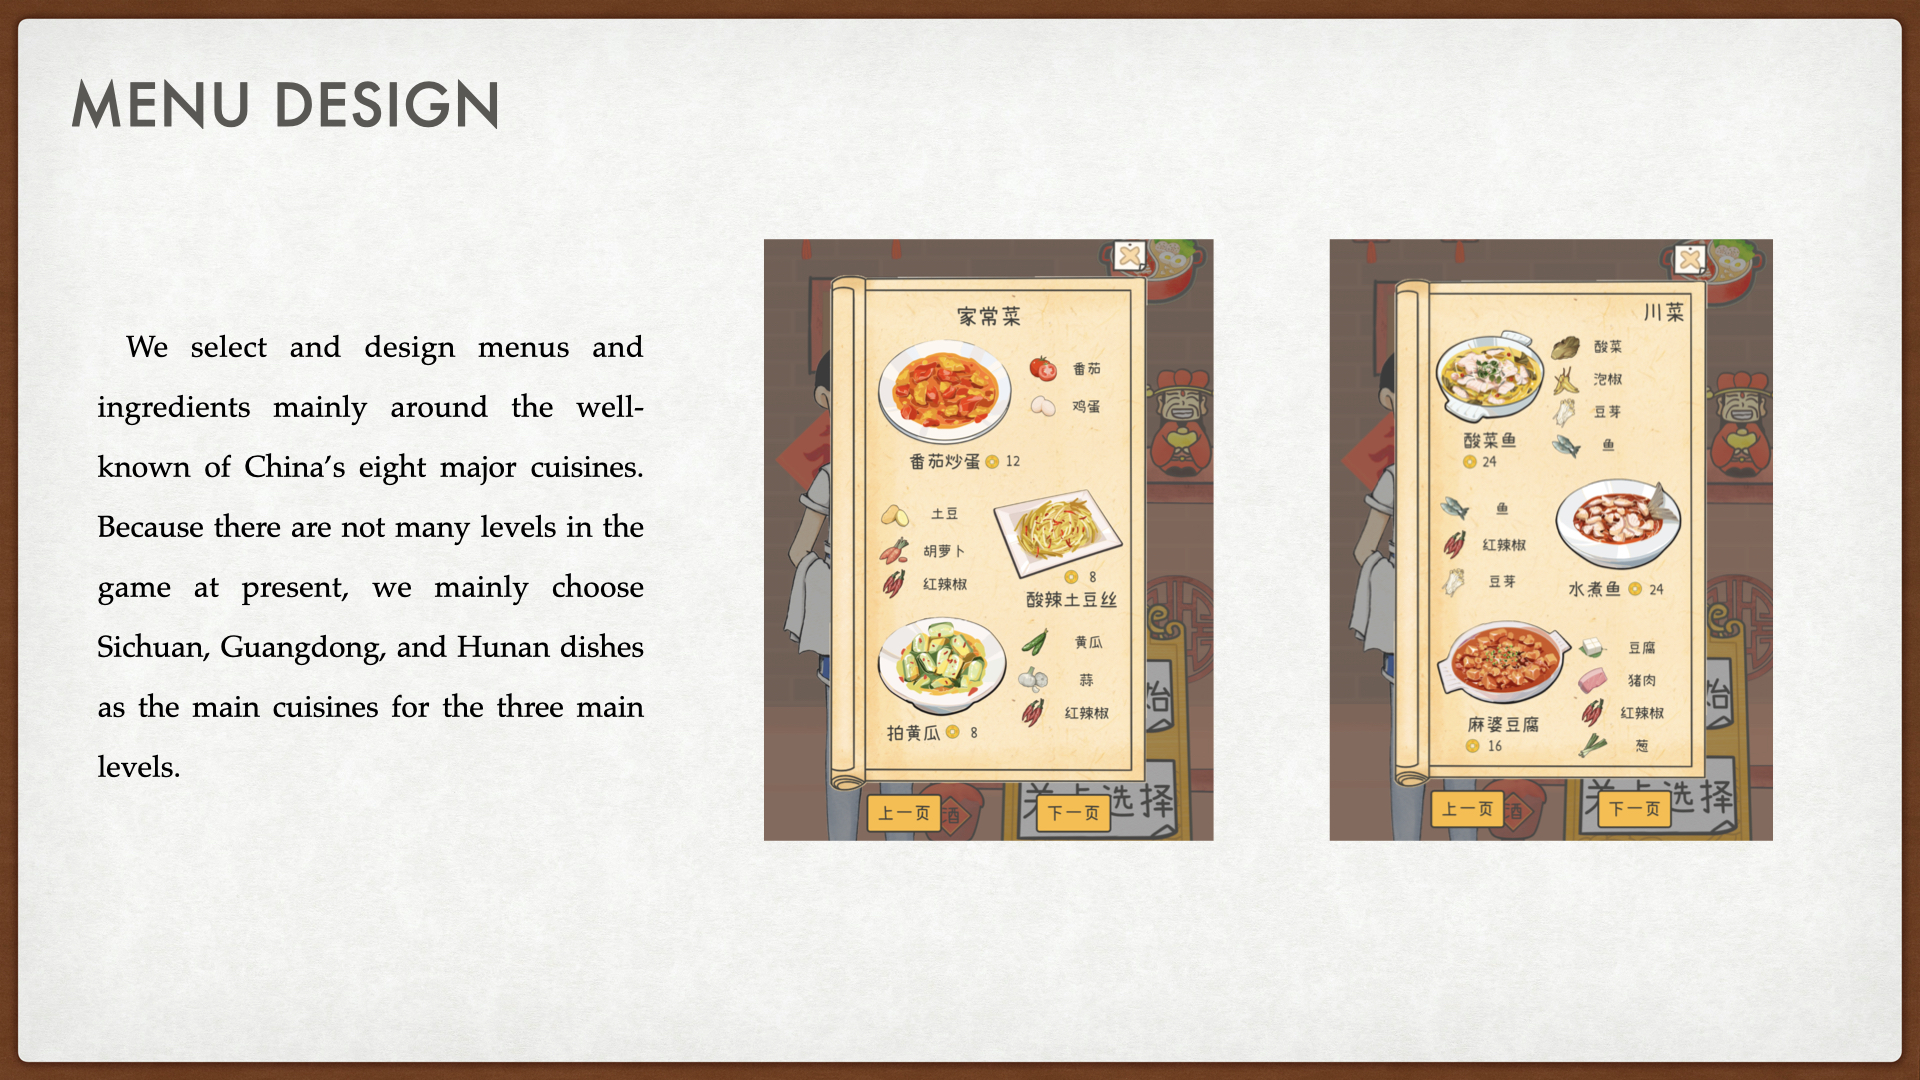 MENU DESIGN
We select and design menus and
ingredients mainly around the well-
known of China's eight major cuisines.
Because there are not many levels in the
game at present, we mainly choose
Sichuan, Guangdong, and Hunan dishes
as the main cuisines for the three main
levels.
家常菜
番茄
鸡蛋
番茄炒蛋 12
土豆
胡萝卜
红辣椒
8
酸辣土豆丝
黄瓜
蒜
红辣椒
拍黄瓜 8
上一页
酒
下一页
选择
川菜
酸菜
泡椒
豆芽
鱼
酸菜鱼
24
鱼
红辣椒
豆芽
水煮鱼 24
豆腐
猪肉
红辣椒
葱
麻婆豆腐
16
上一页
酒
下一页
选择